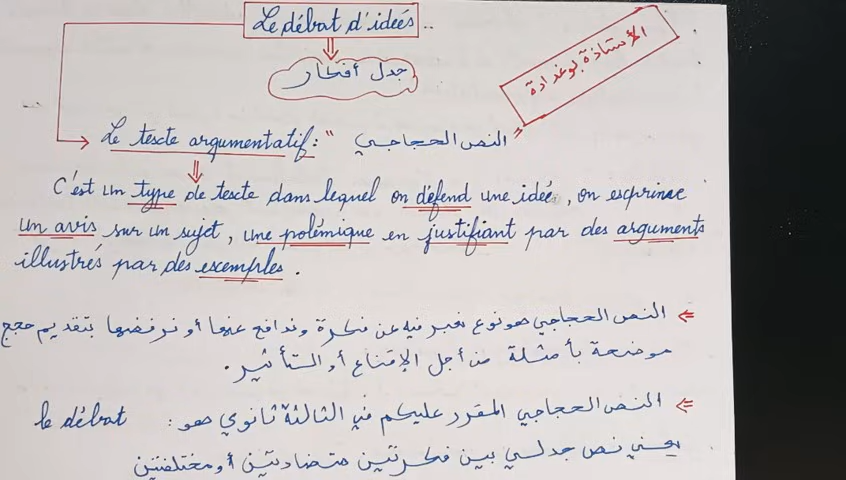 Le débat d'idées ..
جدل أفكار
الأستاذة بوغدادة
Le texte argumentatif : " النص الحجاجي "
C'est un type de texte dans lequel on défend une idée, on exprime
un avis sur un sujet, une polémique en justifiant par des arguments
illustrés par des exemples.
النص الحجاجي هو نوع نعبر فيه عن فكرة وندافع عنها أو نرفضها بتقديم حجج
موضحة بأمثلة من أجل الإقناع أو التأثير.
النص الحجاجي المقرر عليكم في الثالثة ثانوي هو: le débat
يعني نص جدلي بين فكرتين متضادتين أو مختلفتين